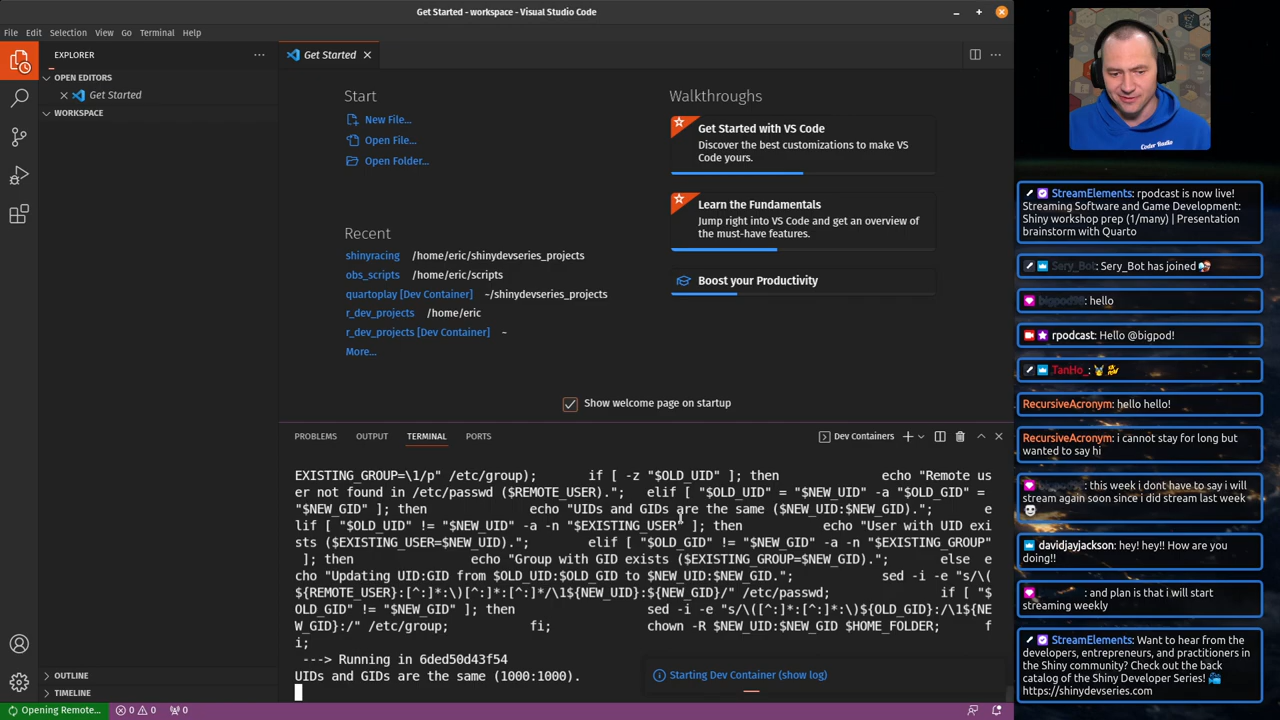 Get Started - workspace - Visual Studio Code
File Edit Selection View Go Terminal Help
EXPLORER
OPEN EDITORS
Get Started
WORKSPACE
OUTLINE
TIMELINE
Get Started
Start
New File...
Open File...
Open Folder...
Recent
shinyracing /home/eric/shinydevseries_projects
obs_scripts /home/eric/scripts
quartoplay [Dev Container] ~/shinydevseries_projects
r_dev_projects /home/eric
r_dev_projects [Dev Container] ~
More...
Walkthroughs
Get Started with VS Code
Discover the best customizations to make VS
Code yours.
Learn the Fundamentals
Jump right into VS Code and get an overview of
the must-have features.
Boost your Productivity
Show welcome page on startup
PROBLEMS OUTPUT TERMINAL PORTS
Dev Containers
EXISTING_GROUP=\1/p" /etc/group); if [ -z "$OLD_UID" ]; then echo "Remote us
er not found in /etc/passwd ($REMOTE_USER)."; elif [ "$OLD_UID" = "$NEW_UID" -a "$OLD_GID" =
"$NEW_GID" ]; then echo "UIDs and GIDs are the same ($NEW_UID:$NEW_GID)."; e
lif [ "$OLD_UID" != "$NEW_UID" -a -n "$EXISTING_USER" ]; then echo "User with UID exi
sts ($EXISTING_USER=$NEW_UID)."; elif [ "$OLD_GID" != "$NEW_GID" -a -n "$EXISTING_GROUP"
]; then echo "Group with GID exists ($EXISTING_GROUP=$NEW_GID)."; else e
cho "Updating UID:GID from $OLD_UID:$OLD_GID to $NEW_UID:$NEW_GID."; sed -i -e "s/\(
${REMOTE_USER}:[^:]*:\)[^:]*:[^:]*/\1${NEW_UID}:${NEW_GID}/" /etc/passwd; if [ "$
OLD_GID" != "$NEW_GID" ]; then sed -i -e "s/\([^:]*:[^:]*:\)${OLD_GID}:/\1${NE
W_GID}:/" /etc/group; fi; chown -R $NEW_UID:$NEW_GID $HOME_FOLDER; f
i;
---> Running in 6ded50d43f54
UIDs and GIDs are the same (1000:1000).
Starting Dev Container (show log)
Opening Remote... 0 0 0
Coder Radio
StreamElements: rpodcast is now live!
Streaming Software and Game Development:
Shiny workshop prep (1/many) | Presentation
brainstorm with Quarto
Sery_Bot: Sery_Bot has joined
bigpod98: hello
rpodcast: Hello @bigpod!
TanHo_:
RecursiveAcronym: hello hello!
RecursiveAcronym: i cannot stay for long but
wanted to say hi
: this week i dont have to say i will
stream again soon since i did stream last week
davidjayjackson: hey! hey!! How are you
doing!!
: and plan is that i will start
streaming weekly
StreamElements: Want to hear from the
developers, entrepreneurs, and practitioners in
the Shiny community? Check out the back
catalog of the Shiny Developer Series!
https://shinydevseries.com